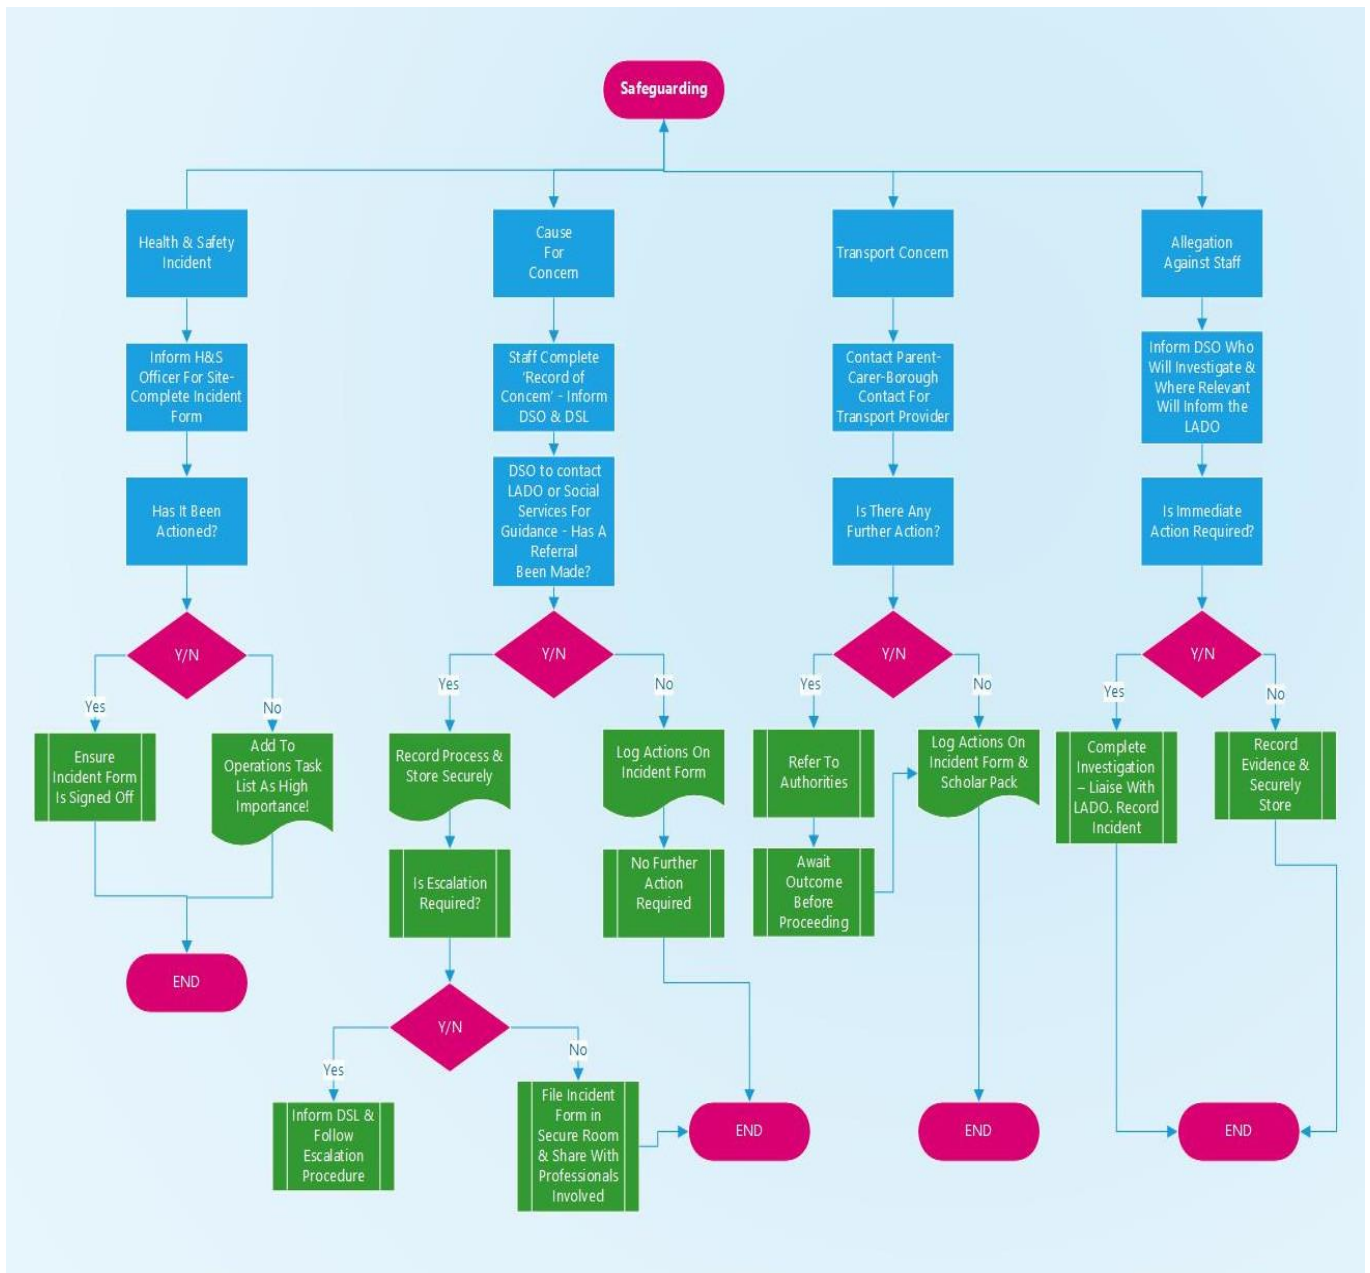 Safeguarding
Health & Safety
Incident
Cause
For
Concern
Transport Concern
Allegation
Against Staff
Inform H&S
Officer For Site-
Complete Incident
Form
Staff Complete
‘Record of
Concern’ - Inform
DSO & DSL
Contact Parent-
Carer-Borough
Contact For
Transport Provider
Inform DSO Who
Will Investigate &
Where Relevant
Will Inform the
LADO
Has It Been
Actioned?
DSO to contact
LADO or Social
Services For
Guidance - Has A
Referral
Been Made?
Is There Any
Further Action?
Is Immediate
Action Required?
Y/N
Y/N
Y/N
Y/N
Yes
No
Yes
No
Yes
No
Yes
No
Ensure
Incident Form
Is Signed Off
Add To
Operations Task
List As High
Importance!
Record Process &
Store Securely
Log Actions On
Incident Form
Refer To
Authorities
Log Actions On
Incident Form &
Scholar Pack
Complete
Investigation
– Liaise With
LADO. Record
Incident
Record
Evidence &
Securely
Store
Is Escalation
Required?
No Further
Action
Required
Await
Outcome
Before
Proceeding
END
Y/N
Yes
No
Inform DSL &
Follow
Escalation
Procedure
File Incident
Form in
Secure Room
& Share With
Professionals
Involved
END
END
END